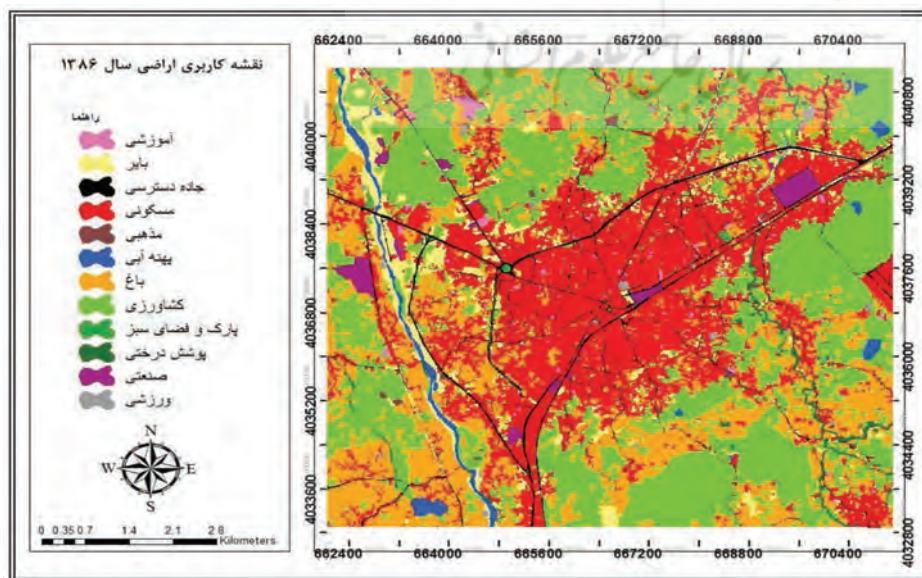 نقشه کاربری اراضی سال ۱۳۸۶
راهنما
آموزشی
بایر
جاده دسترسی
مسکونی
مذهبی
پهنه آبی
باغ
کشاورزی
پارک و فضای سبز
پوشش درختی
صنعتی
ورزشی
N
W E
S
0 0.35 0.7 1.4 2.1 2.8
Kilometers
662400 664000 665600 667200 668800 670400
4040000
4038400
4036800
4035200
4033600
4040800
4039200
4037600
4036000
4034400
4032800
662400 664000 665600 667200 668800 670400